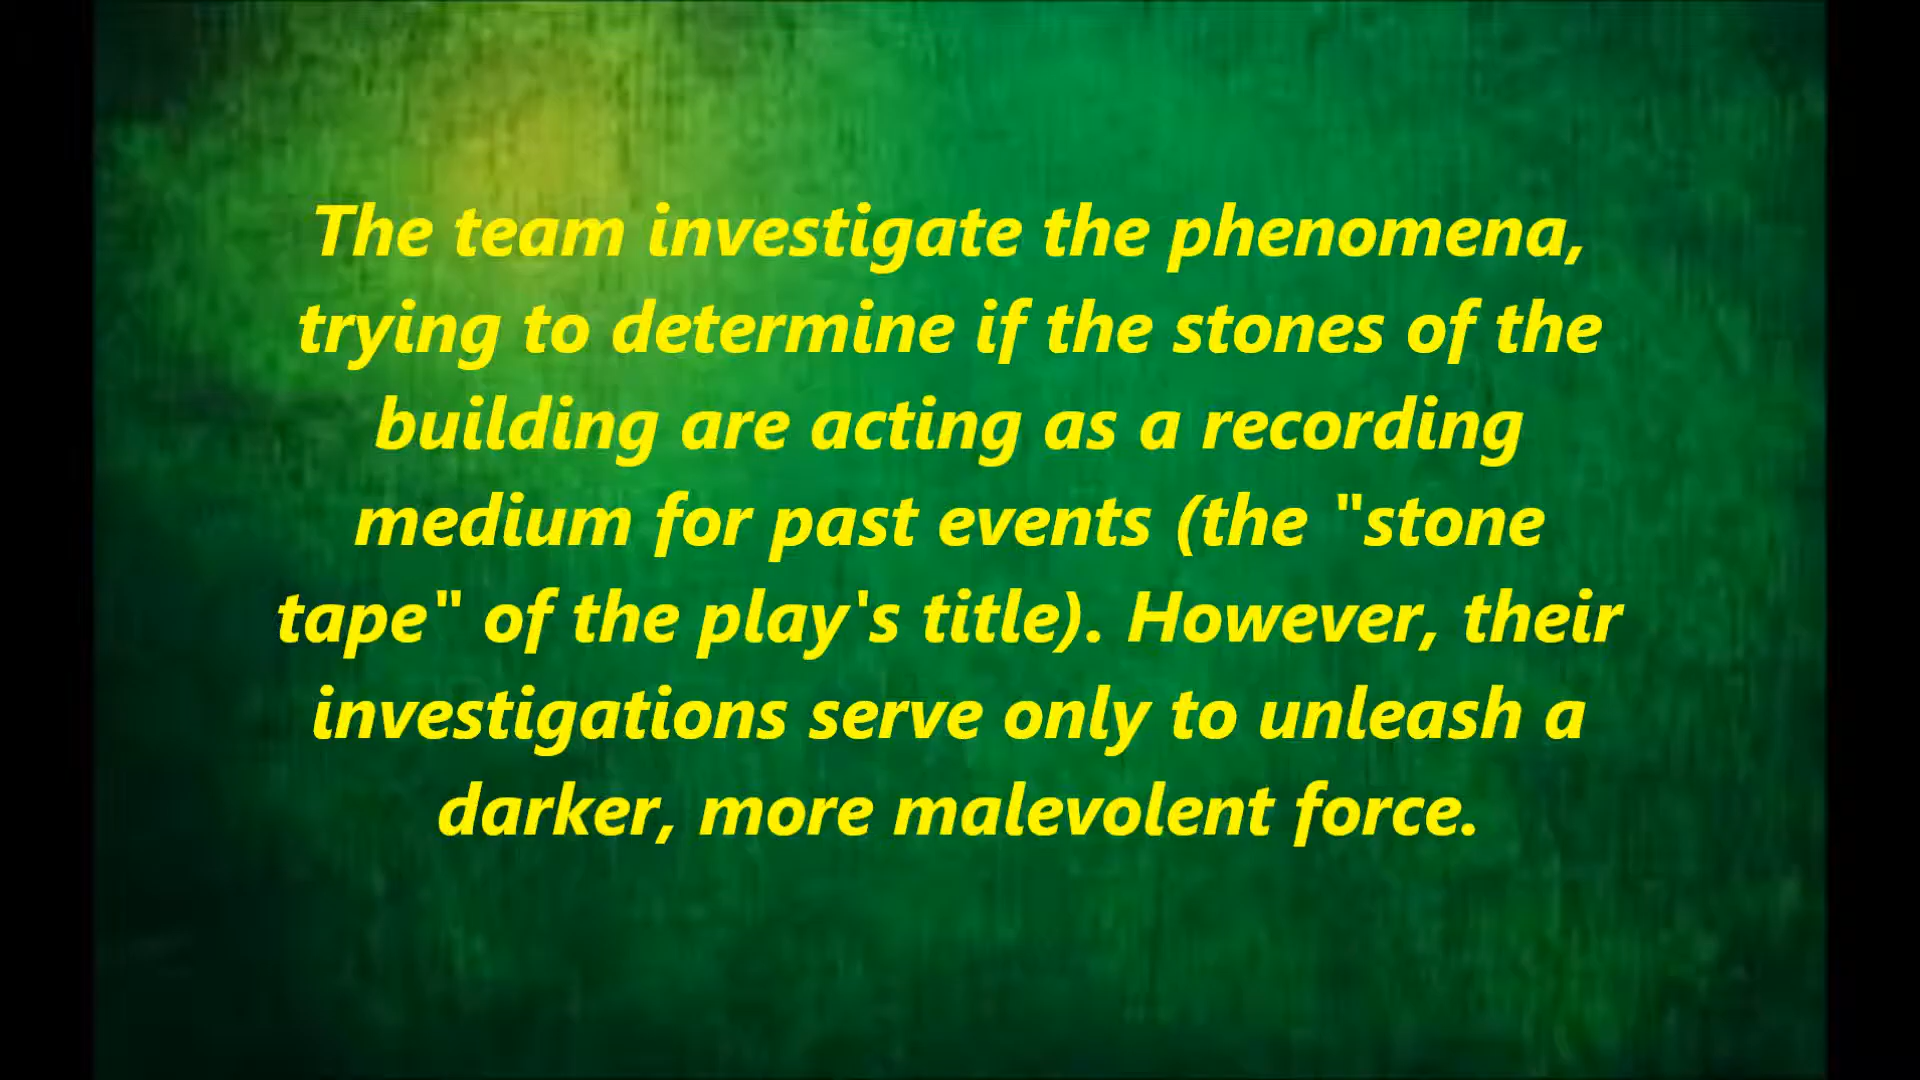 The team investigate the phenomena,
trying to determine if the stones of the
building are acting as a recording
medium for past events (the "stone
tape" of the play's title). However, their
investigations serve only to unleash a
darker, more malevolent force.